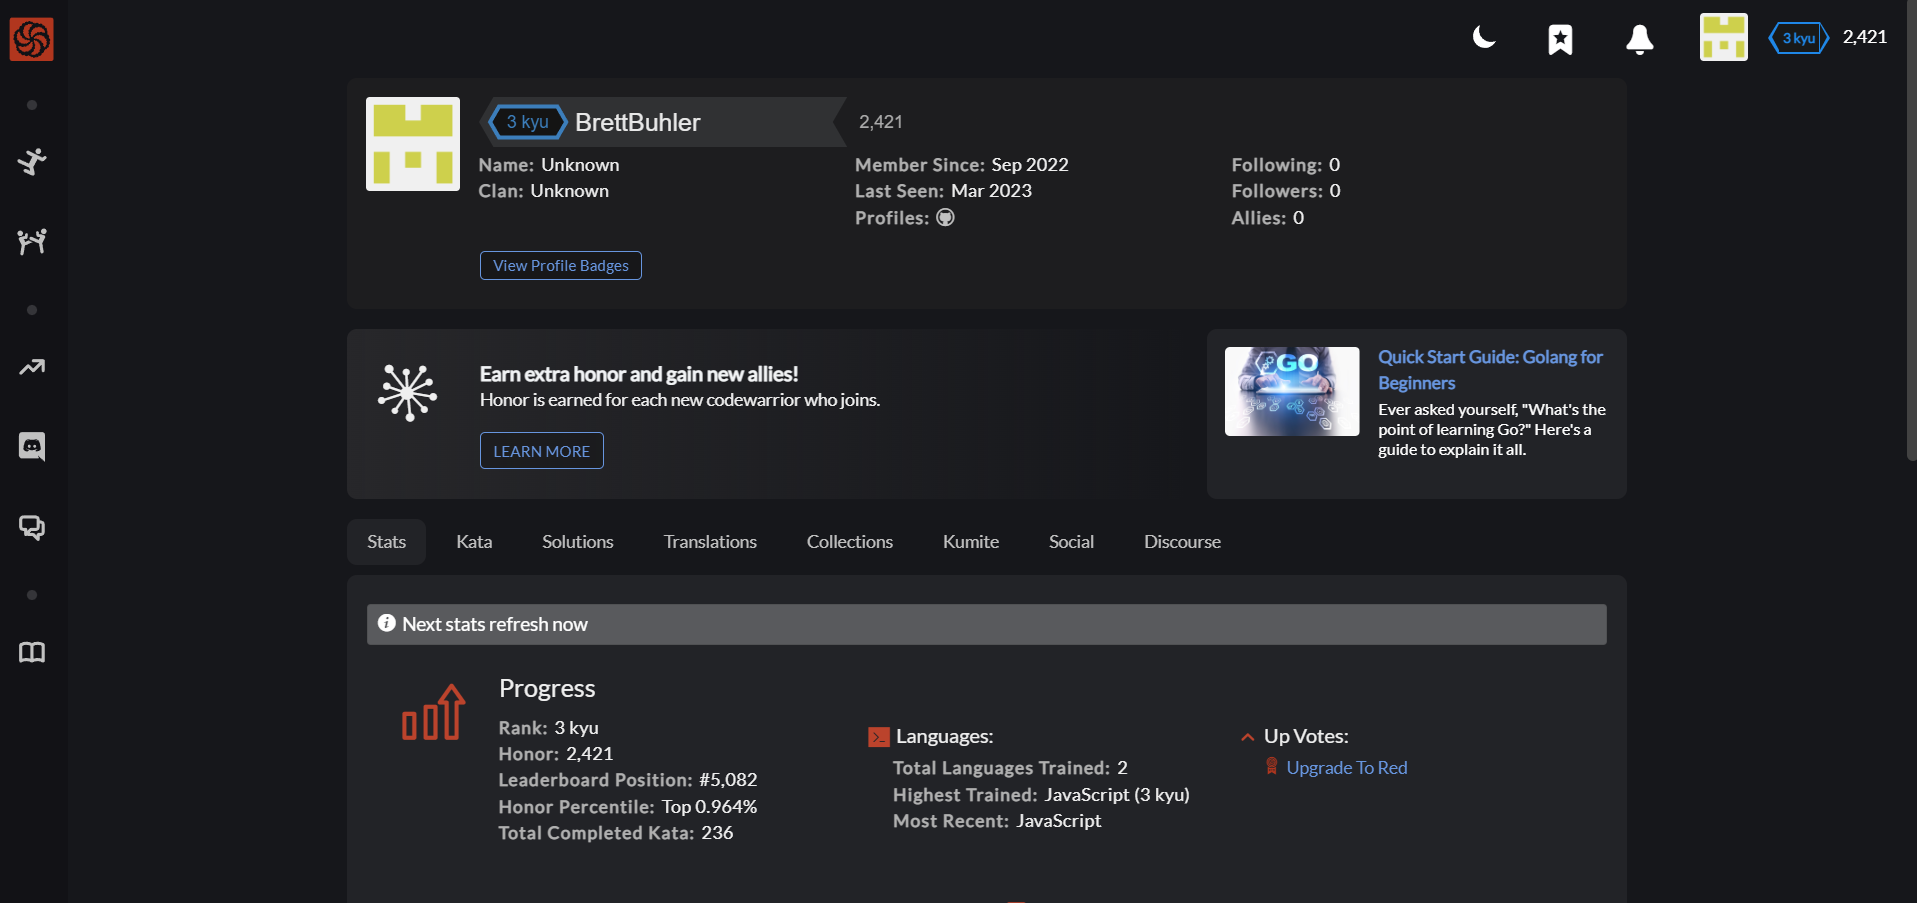 3 kyu 2,421
3 kyu BrettBuhler 2,421
Name: Unknown
Clan: Unknown
Member Since: Sep 2022
Last Seen: Mar 2023
Profiles:
Following: 0
Followers: 0
Allies: 0
View Profile Badges
Earn extra honor and gain new allies!
Honor is earned for each new codewarrior who joins.
LEARN MORE
GO
Quick Start Guide: Golang for
Beginners
Ever asked yourself, "What's the
point of learning Go?" Here's a
guide to explain it all.
Stats Kata Solutions Translations Collections Kumite Social Discourse
Next stats refresh now
Progress
Rank: 3 kyu
Honor: 2,421
Leaderboard Position: #5,082
Honor Percentile: Top 0.964%
Total Completed Kata: 236
Languages:
Total Languages Trained: 2
Highest Trained: JavaScript (3 kyu)
Most Recent: JavaScript
Up Votes:
Upgrade To Red